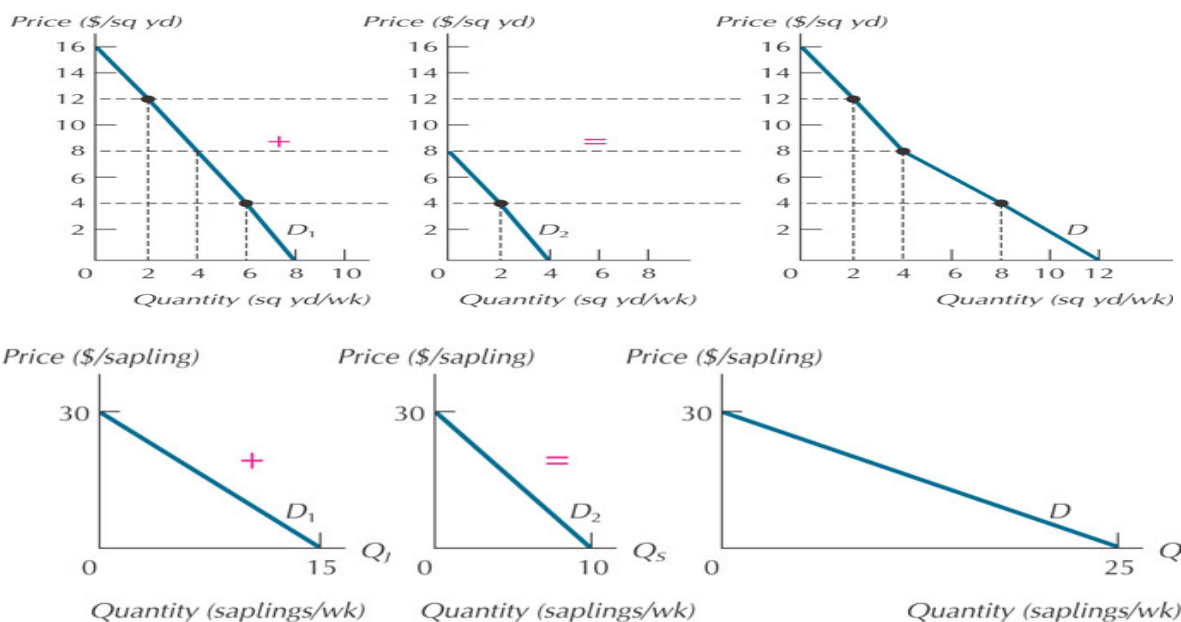 Price ($/sq yd) Price ($/sq yd) Price ($/sq yd)
16 16 16
14 14 14
12 12 12
10 10 10
+ =
8 8 8
6 6 6
4 4 4
2 D₁ 2 D₂ 2 D
0 2 4 6 8 10 0 2 4 6 8 0 2 4 6 8 10 12
Quantity (sq yd/wk) Quantity (sq yd/wk) Quantity (sq yd/wk)
Price ($/sapling) Price ($/sapling) Price ($/sapling)
30 30 30
+ =
D₁ D₂ D
Q_J Q_S Q
0 15 0 10 0 25
Quantity (saplings/wk) Quantity (saplings/wk) Quantity (saplings/wk)